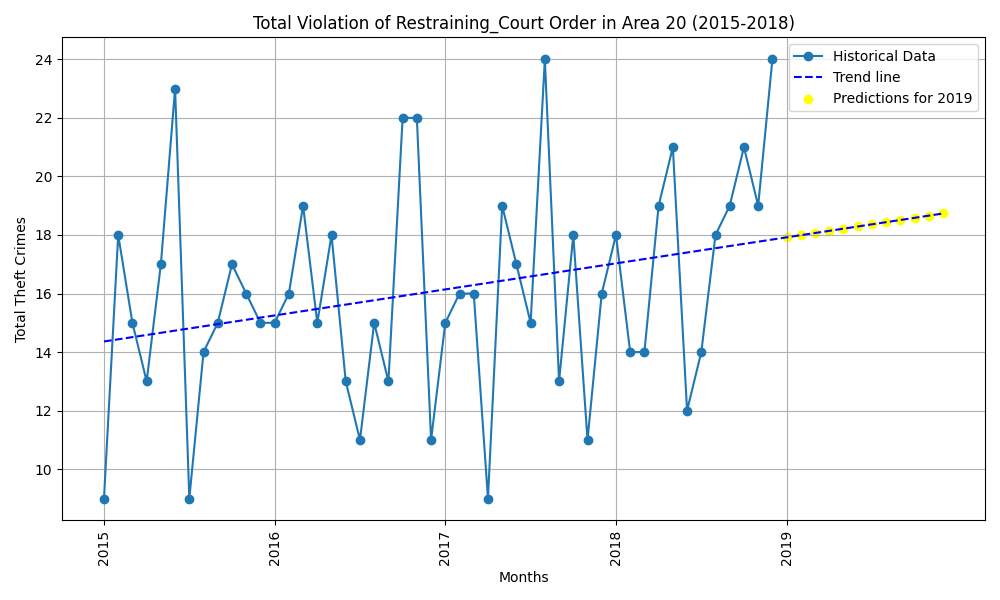 Total Violation of Restraining_Court Order in Area 20 (2015-2018)
Historical Data
Trend line
Predictions for 2019
Total Theft Crimes
24
22
20
18
16
14
12
10
2015
2016
2017
2018
2019
Months